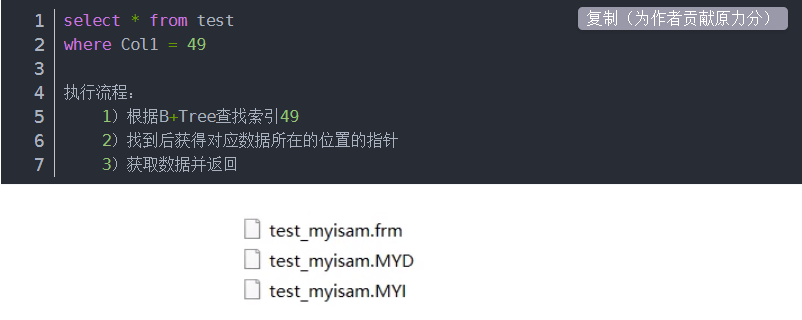 复制（为作者贡献原力分）
1 select * from test
2 where Col1 = 49
3
4 执行流程：
5 1）根据B+Tree查找索引49
6 2）找到后获得对应数据所在的位置的指针
7 3）获取数据并返回
test_myisam.frm
test_myisam.MYD
test_myisam.MYI